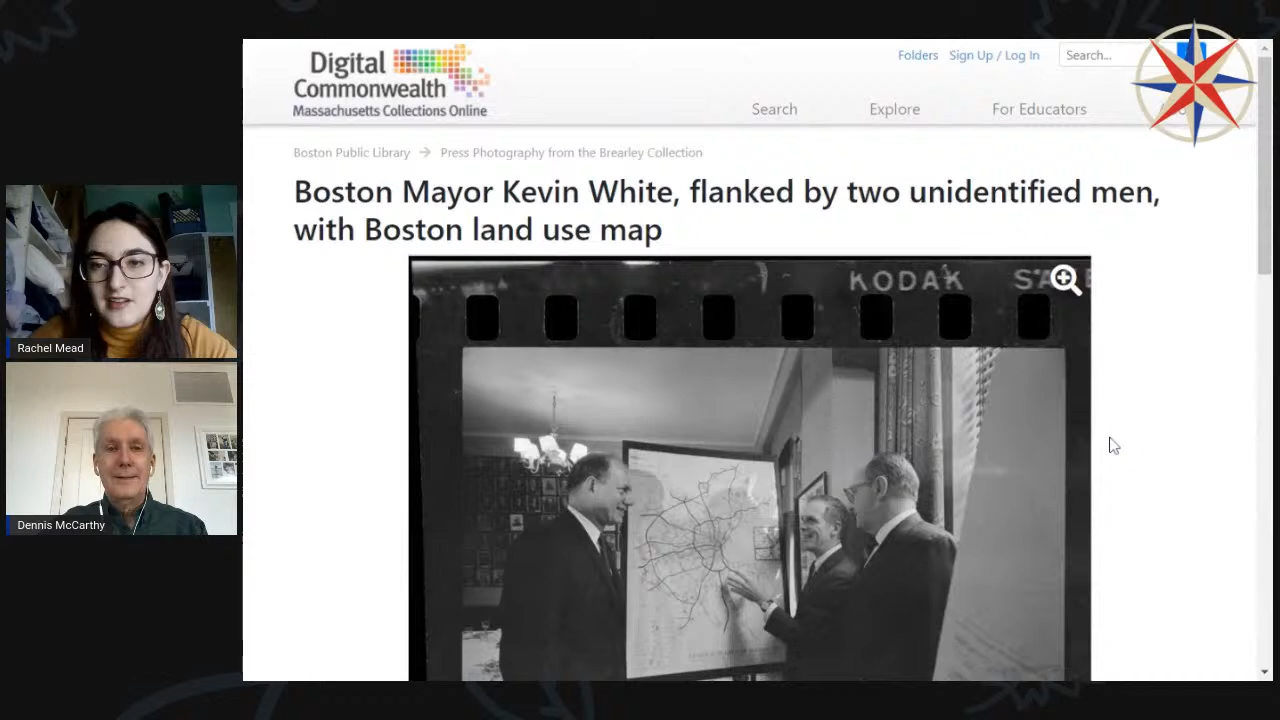 Digital
Commonwealth
Massachusetts Collections Online
Folders Sign Up / Log In Search...
Search Explore For Educators
Boston Public Library → Press Photography from the Brearley Collection
Boston Mayor Kevin White, flanked by two unidentified men,
with Boston land use map
KODAK
Rachel Mead
Dennis McCarthy